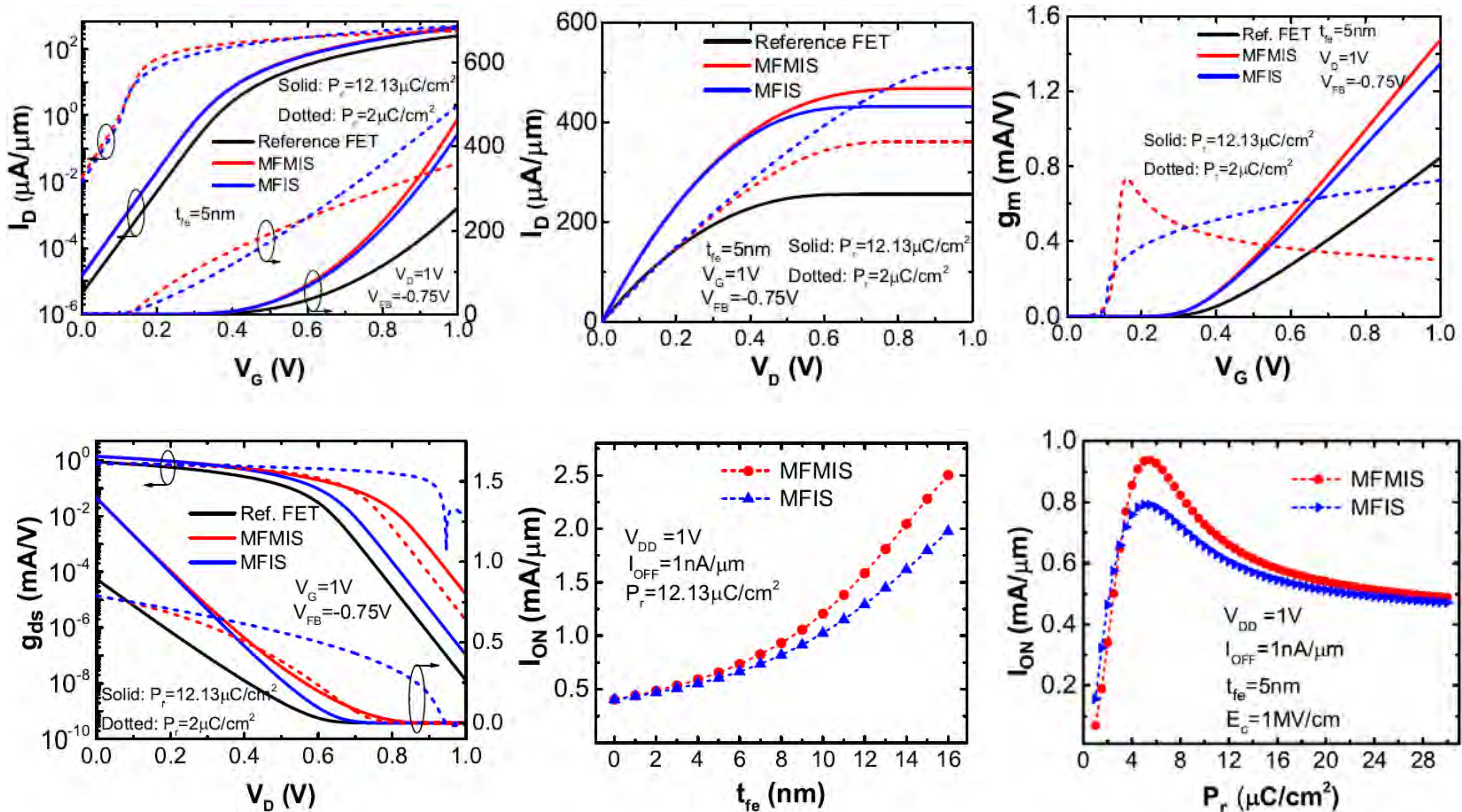 10²
10⁰
10⁻²
10⁻⁴
10⁻⁶
I_D (μA/μm)
Solid: P_r=12.13μC/cm²
Dotted: P_r=2μC/cm²
Reference FET
MFMIS
MFIS
t_fe=5nm
V_D=1V
V_FB=-0.75V
600
400
200
0
0.0 0.2 0.4 0.6 0.8 1.0
V_G (V)
I_D (μA/μm)
600
400
200
0
Reference FET
MFMIS
MFIS
t_fe=5nm
V_G=1V
V_FB=-0.75V
Solid: P_r=12.13μC/cm²
Dotted: P_r=2μC/cm²
0.0 0.2 0.4 0.6 0.8 1.0
V_D (V)
g_m (mA/V)
1.6
1.2
0.8
0.4
0.0
Ref. FET
MFMIS
MFIS
t_fe=5nm
V_D=1V
V_FB=-0.75V
Solid: P_r=12.13μC/cm²
Dotted: P_r=2μC/cm²
0.0 0.2 0.4 0.6 0.8 1.0
V_G (V)
g_ds (mA/V)
10⁰
10⁻²
10⁻⁴
10⁻⁶
10⁻⁸
10⁻¹⁰
Ref. FET
MFMIS
MFIS
V_G=1V
V_FB=-0.75V
Solid: P_r=12.13μC/cm²
Dotted: P=2μC/cm²
1.5
1.0
0.5
0.0
0.0 0.2 0.4 0.6 0.8 1.0
V_D (V)
I_ON (mA/μm)
2.5
2.0
1.5
1.0
0.5
MFMIS
MFIS
V_DD =1V
I_OFF=1nA/μm
P_r=12.13μC/cm²
0 2 4 6 8 10 12 14 16
t_fe (nm)
I_ON (mA/μm)
1.0
0.8
0.6
0.4
0.2
MFMIS
MFIS
V_DD =1V
I_OFF=1nA/μm
t_fe=5nm
E_c=1MV/cm
0 4 8 12 16 20 24 28
P_r (μC/cm²)